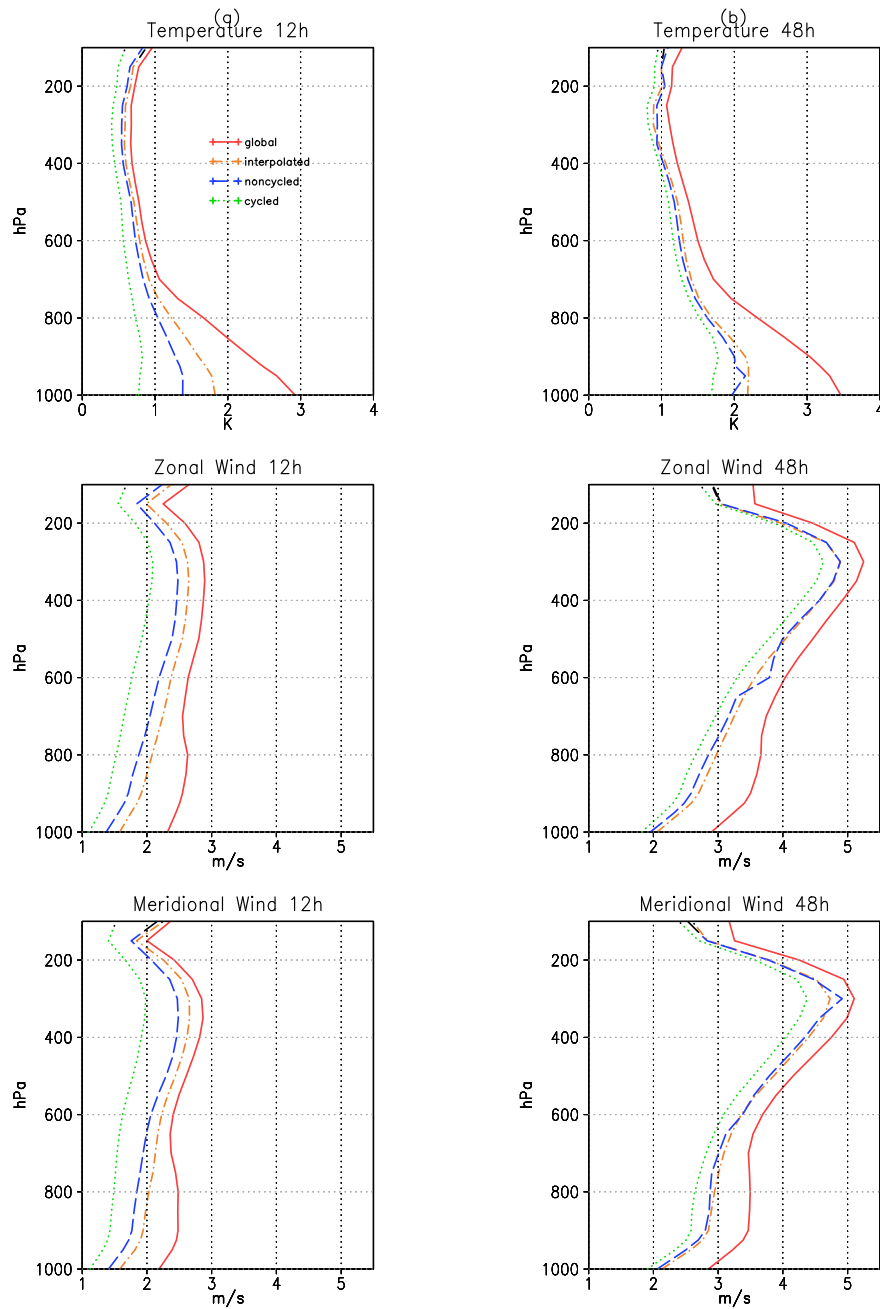 (a) (b)
Temperature 12h Temperature 48h
200 200
global
interpolated
400 400
noncycled
cycled
hPa hPa
600 600
800 800
1000 1000
0 1 2 3 4 0 1 2 3 4
K K
Zonal Wind 12h Zonal Wind 48h
200 200
400 400
hPa hPa
600 600
800 800
1000 1000
1 2 3 4 5 1 2 3 4 5
m/s m/s
Meridional Wind 12h Meridional Wind 48h
200 200
400 400
hPa hPa
600 600
800 800
1000 1000
1 2 3 4 5 1 2 3 4 5
m/s m/s